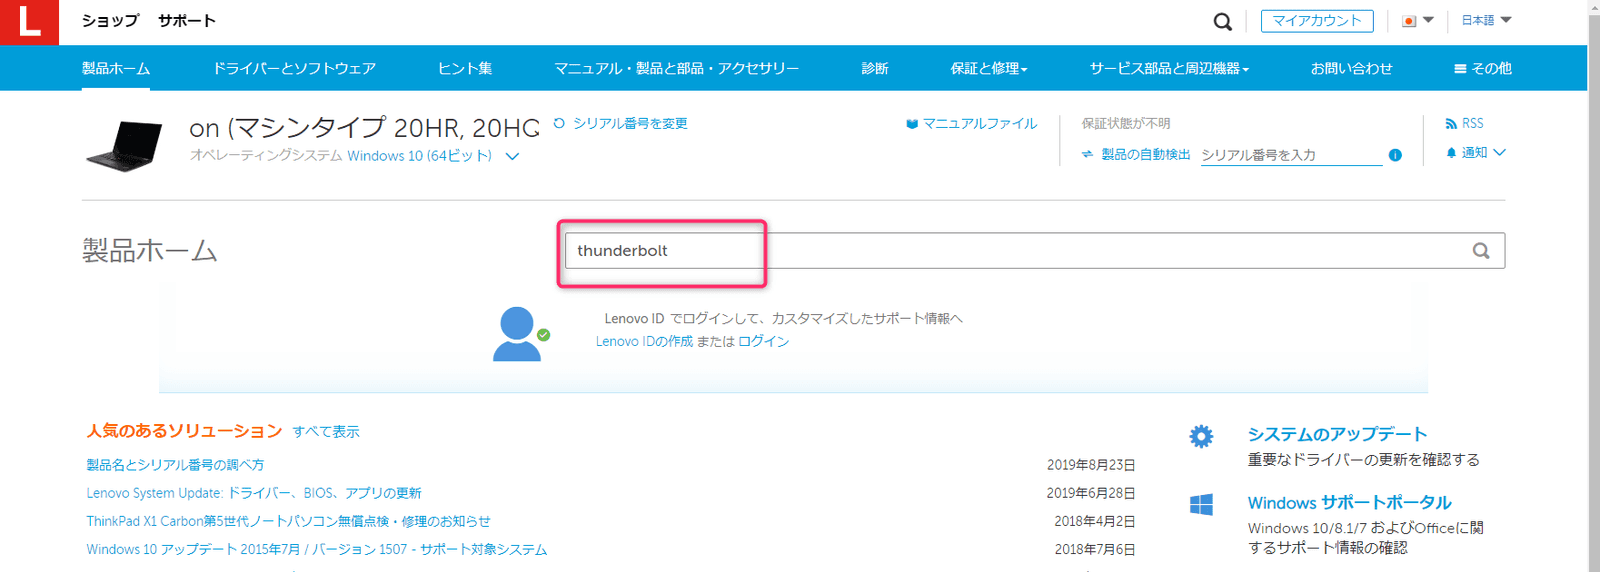 L
ショップ サポート
マイアカウント
日本語
製品ホーム ドライバーとソフトウェア ヒント集 マニュアル・製品と部品・アクセサリー 診断 保証と修理 サービス部品と周辺機器 お問い合わせ その他
on (マシンタイプ 20HR, 20HQ シリアル番号を変更
マニュアルファイル
オペレーティングシステム Windows 10 (64ビット)
保証状態が不明
製品の自動検出 シリアル番号を入力
RSS
通知
製品ホーム
thunderbolt
Lenovo ID でログインして、カスタマイズしたサポート情報へ
Lenovo IDの作成 または ログイン
人気のあるソリューション すべて表示
製品名とシリアル番号の調べ方 2019年8月23日
Lenovo System Update: ドライバー、BIOS、アプリの更新 2019年6月28日
ThinkPad X1 Carbon第5世代ノートパソコン無償点検・修理のお知らせ 2018年4月2日
Windows 10 アップデート 2015年7月 / バージョン 1507 - サポート対象システム 2018年7月6日
システムのアップデート
重要なドライバーの更新を確認する
Windows サポートポータル
Windows 10/8.1/7 およびOfficeに関
するサポート情報の確認